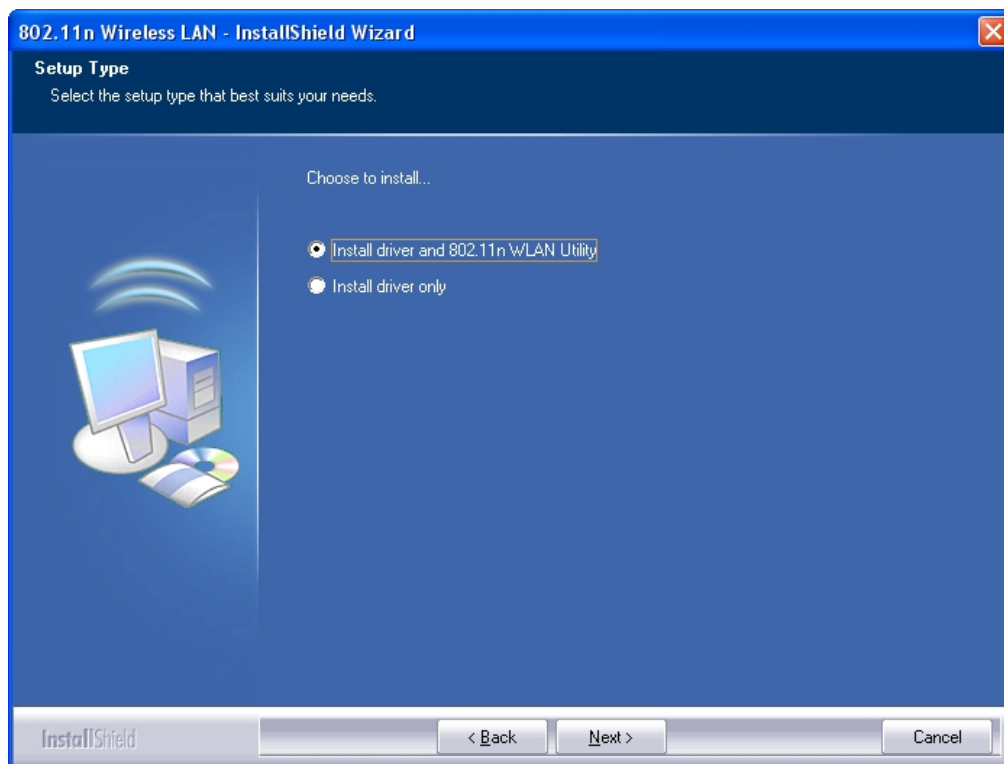 802.11n Wireless LAN - InstallShield Wizard
Setup Type
Select the setup type that best suits your needs.
Choose to install...
Install driver and 802.11n WLAN Utility
Install driver only
InstallShield
< Back
Next >
Cancel